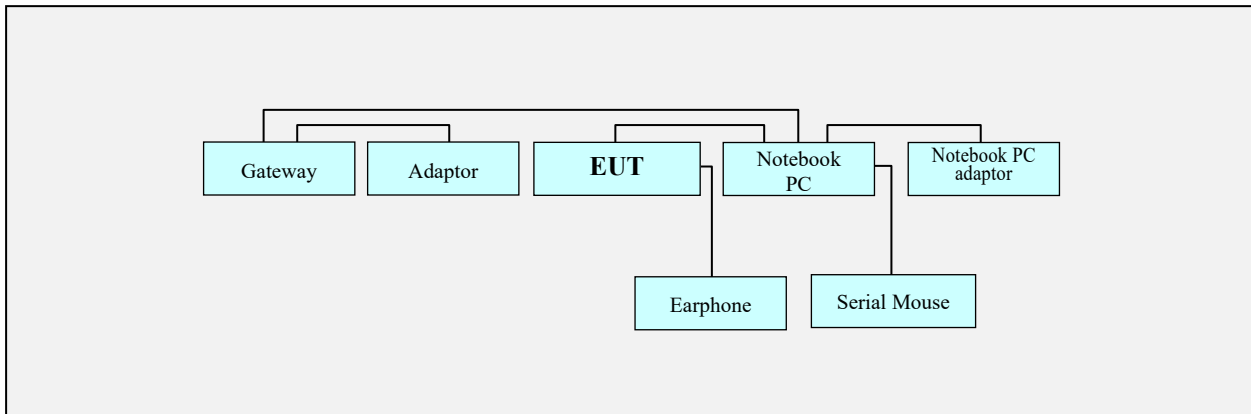 Gateway
Adaptor
EUT
Notebook
PC
Notebook PC
adaptor
Earphone
Serial Mouse